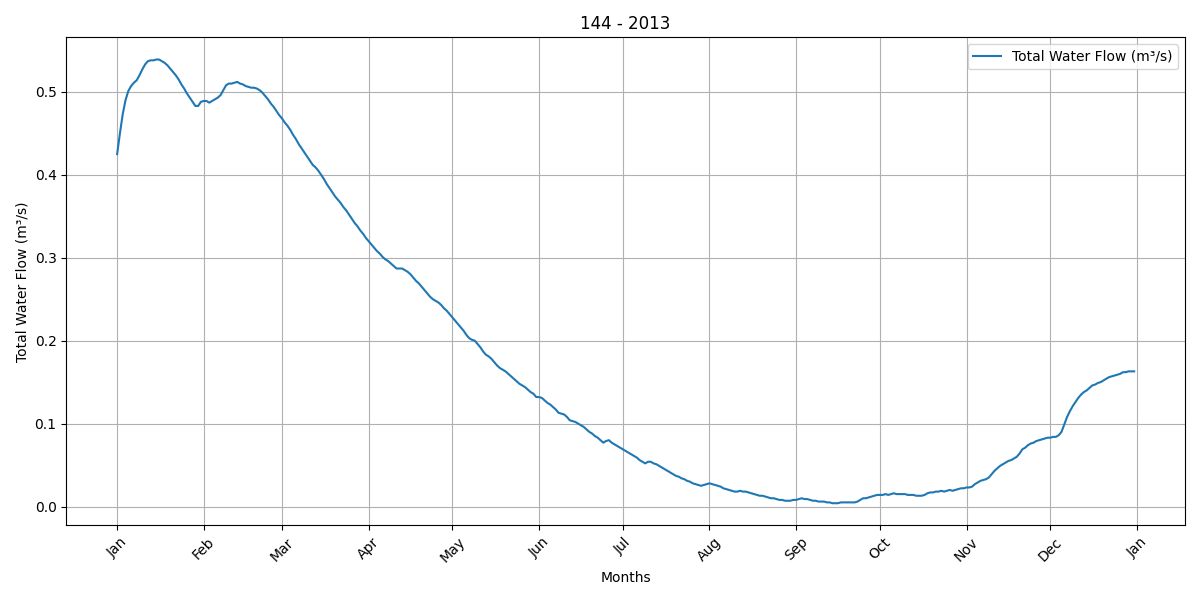 144 - 2013
Total Water Flow (m³/s)
Total Water Flow (m³/s)
0.5
0.4
0.3
0.2
0.1
0.0
Jan Feb Mar Apr May Jun Jul Aug Sep Oct Nov Dec Jan
Months